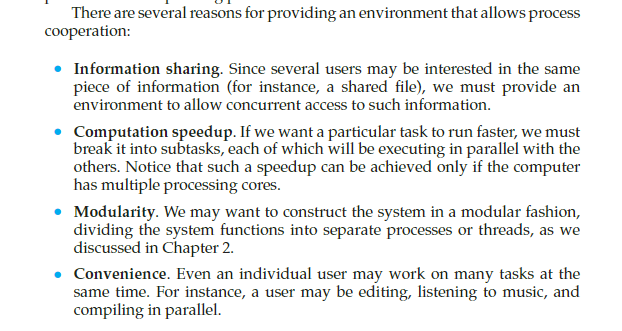 There are several reasons for providing an environment that allows process
cooperation:
• Information sharing. Since several users may be interested in the same
piece of information (for instance, a shared file), we must provide an
environment to allow concurrent access to such information.
• Computation speedup. If we want a particular task to run faster, we must
break it into subtasks, each of which will be executing in parallel with the
others. Notice that such a speedup can be achieved only if the computer
has multiple processing cores.
• Modularity. We may want to construct the system in a modular fashion,
dividing the system functions into separate processes or threads, as we
discussed in Chapter 2.
• Convenience. Even an individual user may work on many tasks at the
same time. For instance, a user may be editing, listening to music, and
compiling in parallel.